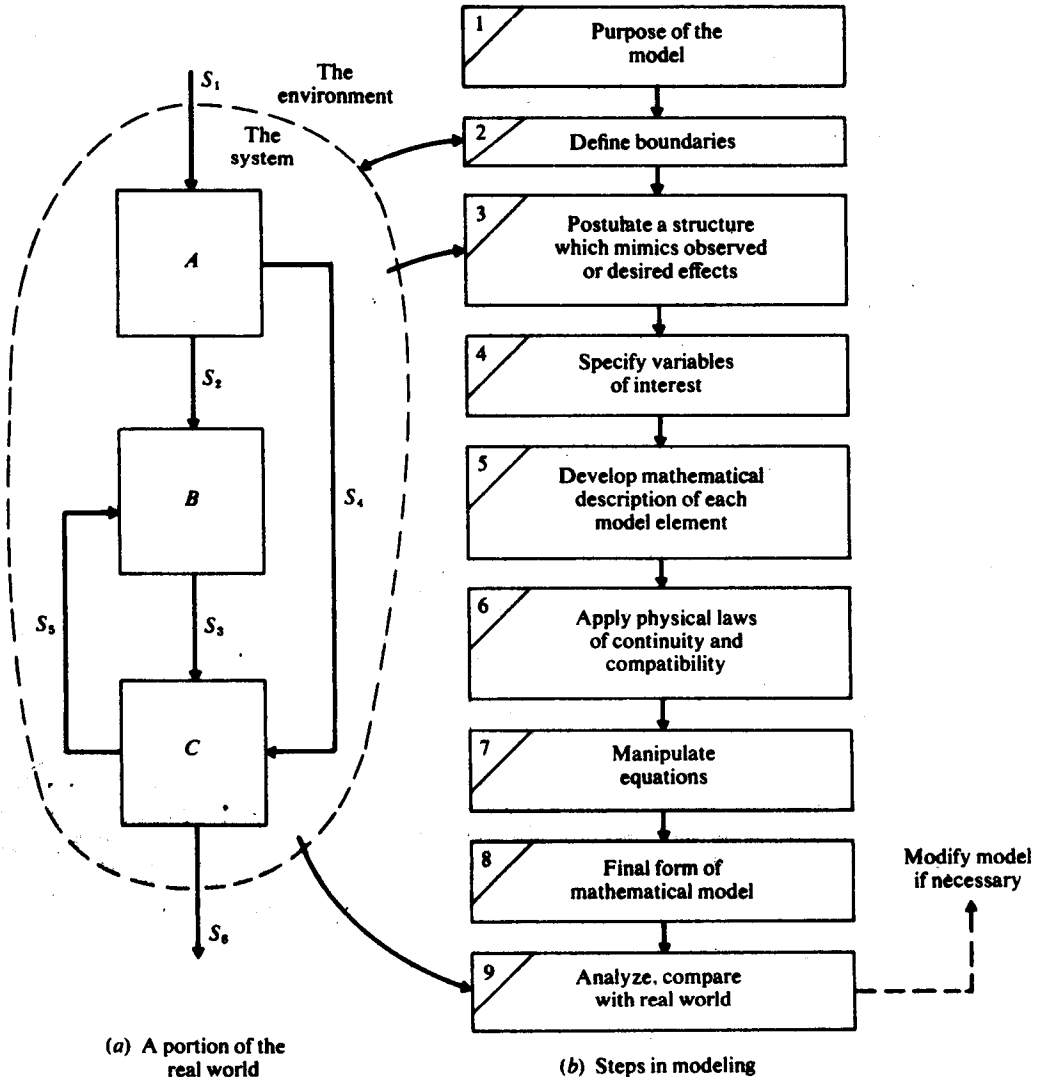 S₁
The
environment
The
system
A
S₂
B
S₄
S₅
S₃
C
S₆
(a) A portion of the
real world
1
Purpose of the
model
2
Define boundaries
3
Postulate a structure
which mimics observed
or desired effects
4
Specify variables
of interest
5
Develop mathematical
description of each
model element
6
Apply physical laws
of continuity and
compatibility
7
Manipulate
equations
8
Final form of
mathematical model
9
Analyze, compare
with real world
Modify model
if necessary
(b) Steps in modeling